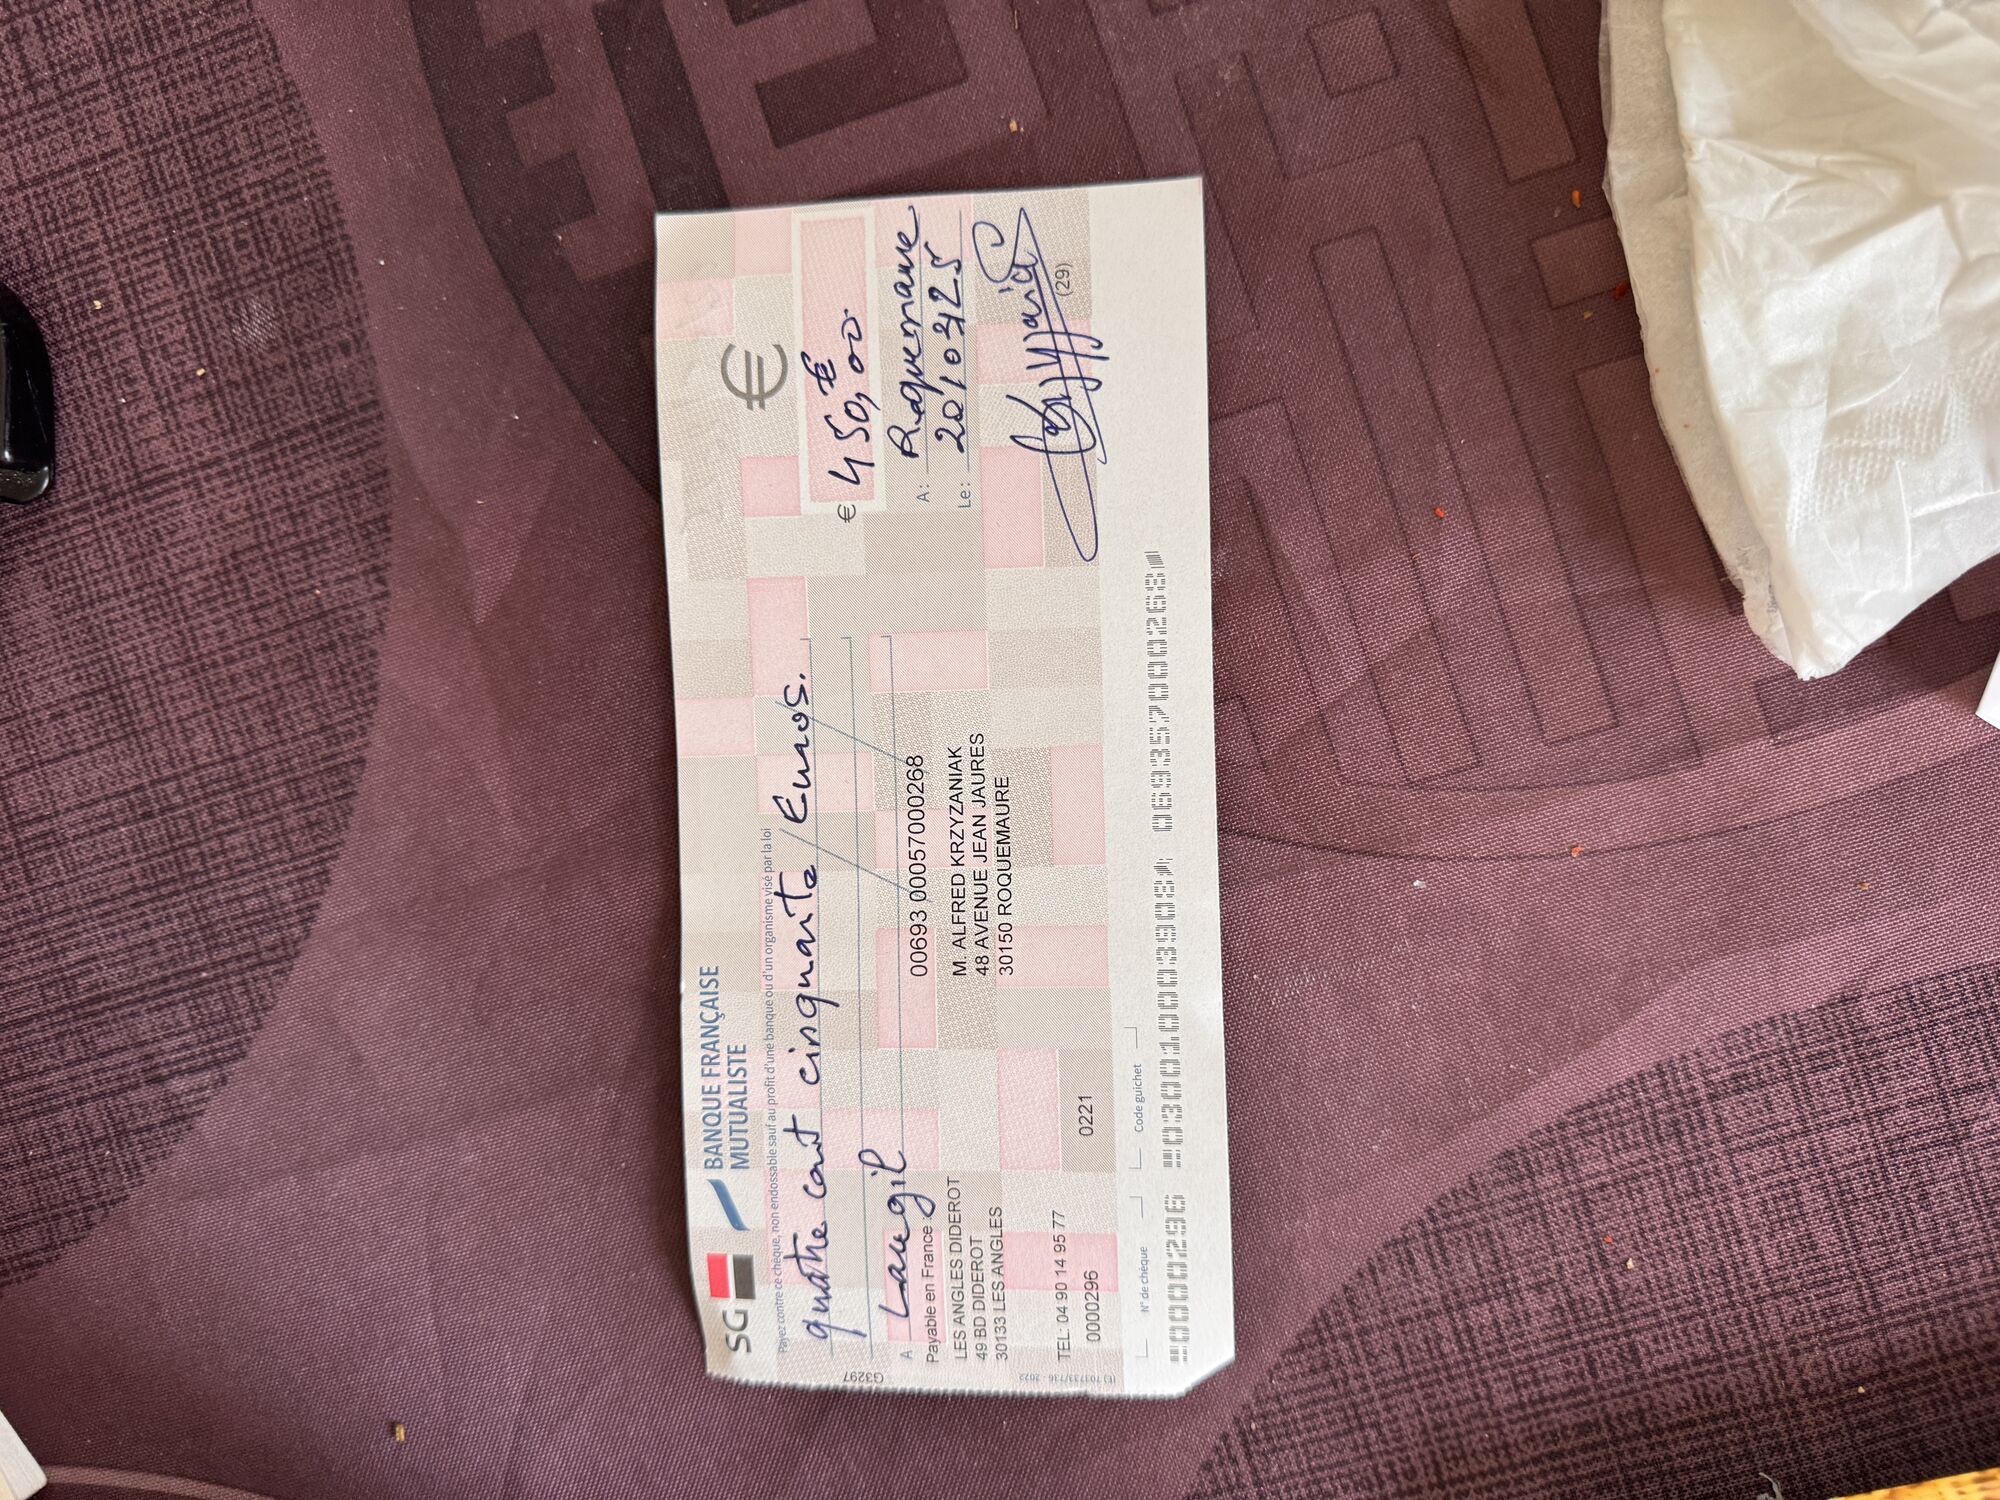 SG BANQUE FRANÇAISE
MUTUALISTE
€
Payez contre ce chèque, non endossable sauf au profit d'une banque ou d'un organisme visé par la loi
quatre cent cinquante Euros.
€ 450,00 €
A Laugil
Payable en France
A : Roquemaure
Le : 20/03/25
LES ANGLES DIDEROT
49 BD DIDEROT
30133 LES ANGLES
TEL: 04 90 14 95 77
0000296
0221
00693 00057000268
M. ALFRED KRZYZANIAK
48 AVENUE JEAN JAURES
30150 ROQUEMAURE
(29)
G3297
N° de chèque
Code guichet